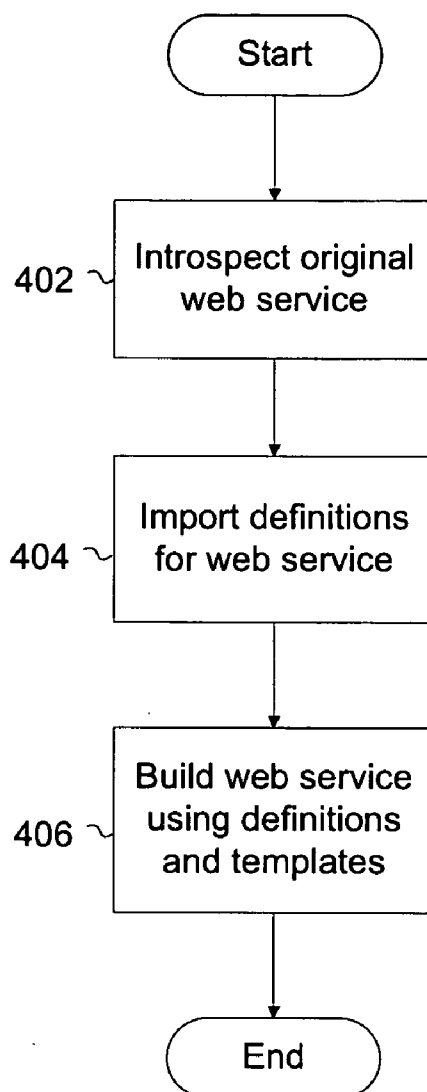 Start
402
Introspect original
web service
404
Import definitions
for web service
406
Build web service
using definitions
and templates
End